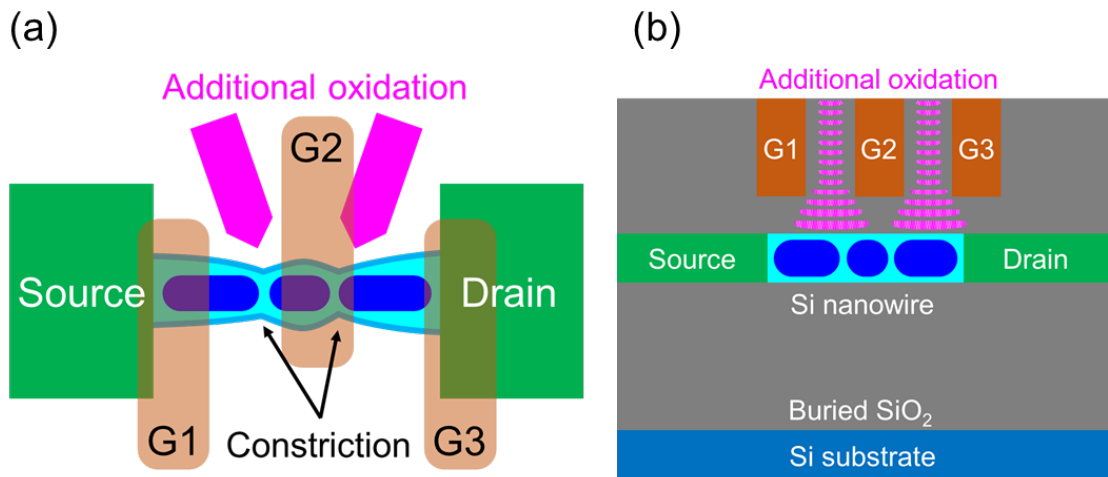 (a)
Additional oxidation
G2
Source
Drain
G1
Constriction
G3
(b)
Additional oxidation
G1
G2
G3
Source
Drain
Si nanowire
Buried SiO₂
Si substrate